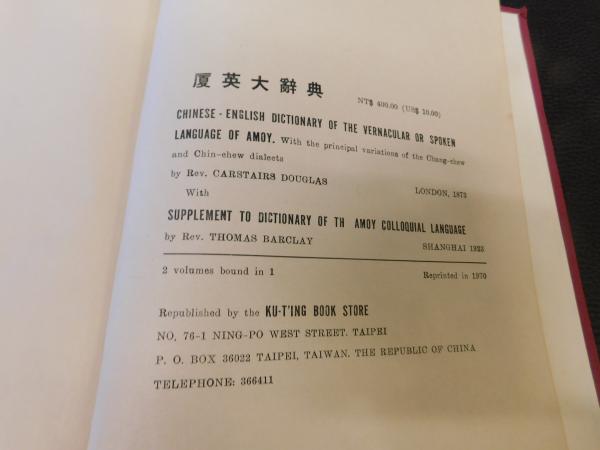 厦英大辭典
NT$ 400.00 (US$ 10.00)
CHINESE-ENGLISH DICTIONARY OF THE VERNACULAR OR SPOKEN
LANGUAGE OF AMOY. With the principal variations of the Chang-chew
and Chin-chew dialects
by Rev. CARSTAIRS DOUGLAS
With LONDON, 1873
SUPPLEMENT TO DICTIONARY OF TH AMOY COLLOQUIAL LANGUAGE
by Rev. THOMAS BARCLAY SHANGHAI 1923
2 volumes bound in 1 Reprinted in 1970
Republished by the KU-T'ING BOOK STORE
NO, 76-1 NING-PO WEST STREET. TAIPEI
P. O. BOX 36022 TAIPEI, TAIWAN. THE REPUBLIC OF CHINA
TELEPHONE: 366411